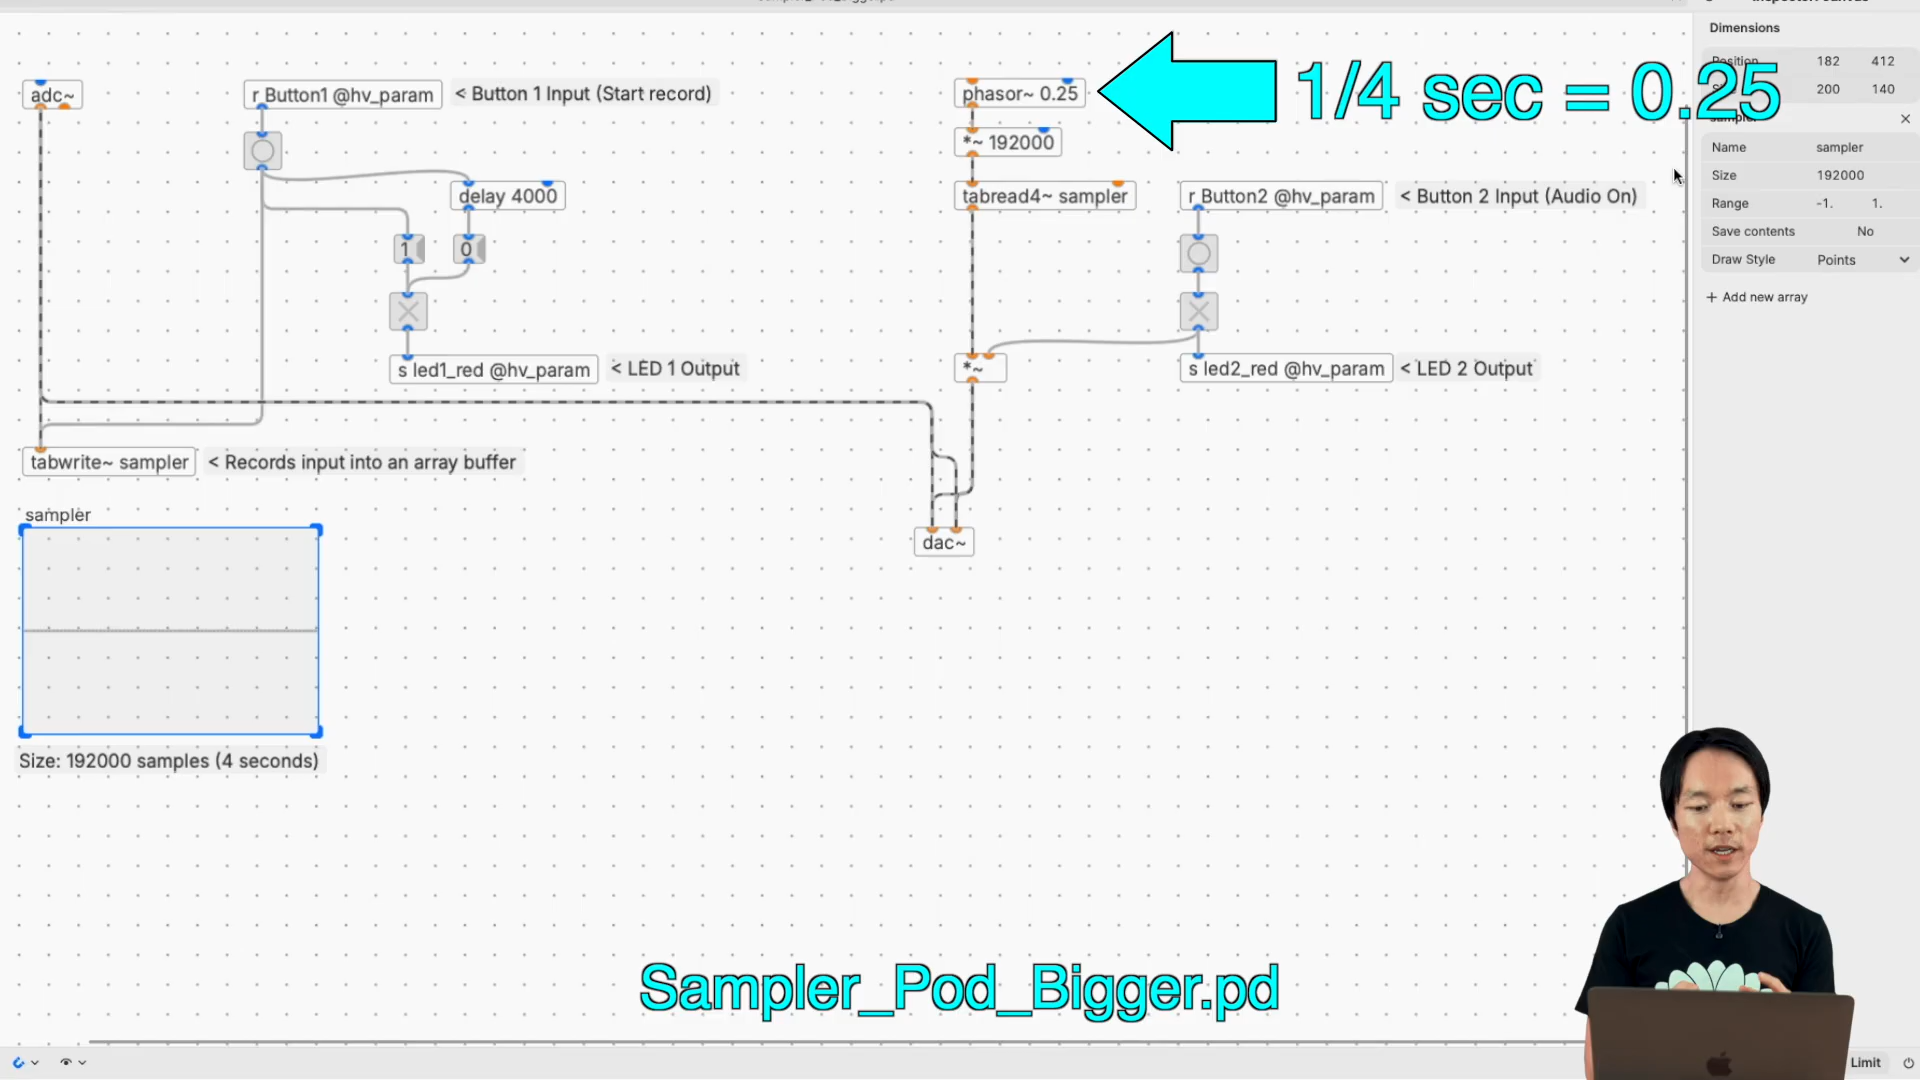 Dimensions
Position 182 412
200 140
sampler
Name sampler
Size 192000
Range -1. 1.
Save contents No
Draw Style Points
+ Add new array
adc~
r Button1 @hv_param
< Button 1 Input (Start record)
delay 4000
1
0
s led1_red @hv_param
< LED 1 Output
tabwrite~ sampler
< Records input into an array buffer
sampler
Size: 192000 samples (4 seconds)
phasor~ 0.25
1/4 sec = 0.25
*~ 192000
tabread4~ sampler
r Button2 @hv_param
< Button 2 Input (Audio On)
*~
s led2_red @hv_param
< LED 2 Output
dac~
Sampler_Pod_Bigger.pd
Limit